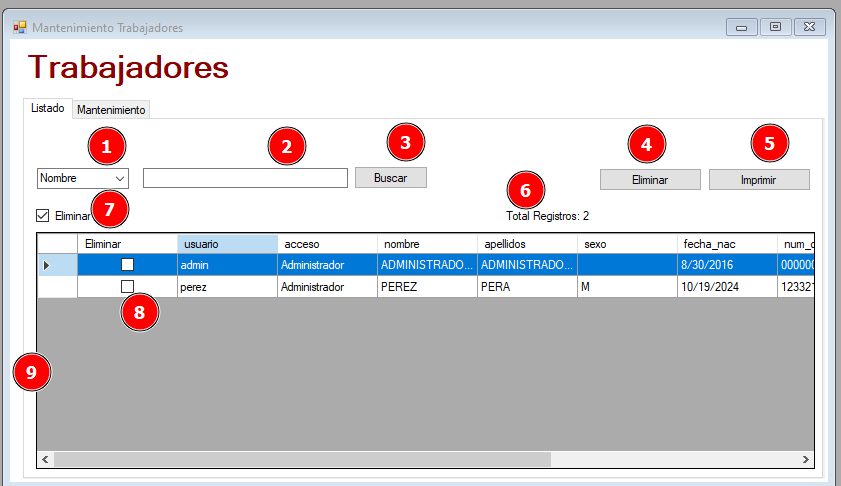 Mantenimiento Trabajadores
Trabajadores
Listado Mantenimiento
1 2 3 4 5
Nombre Buscar Eliminar Imprimir
6
7
Eliminar Total Registros: 2
Eliminar usuario acceso nombre apellidos sexo fecha_nac num_
admin Administrador ADMINISTRADO... ADMINISTRADO... 8/30/2016 000000
perez Administrador PEREZ PERA M 10/19/2024 123321
8
9